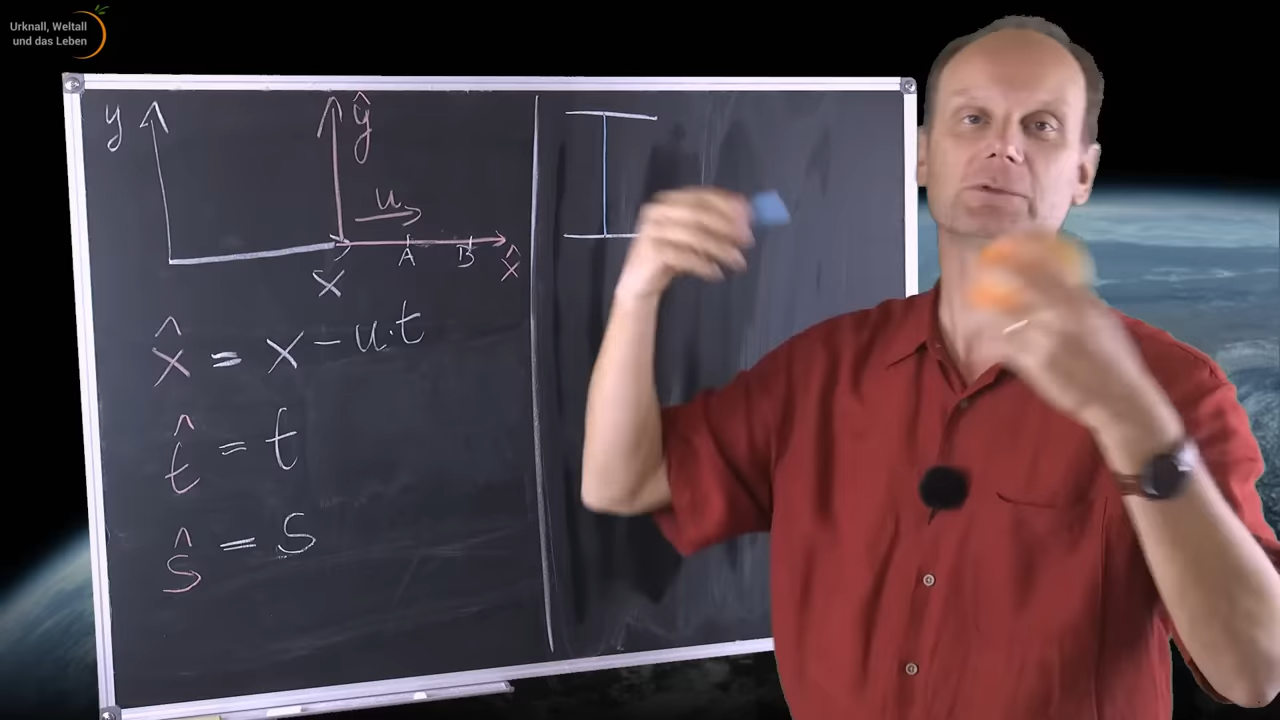 Urknall, Weltall
und das Leben
y
ŷ
u
A
B
x̂
x
x̂ = x - u·t
t̂ = t
ŝ = s